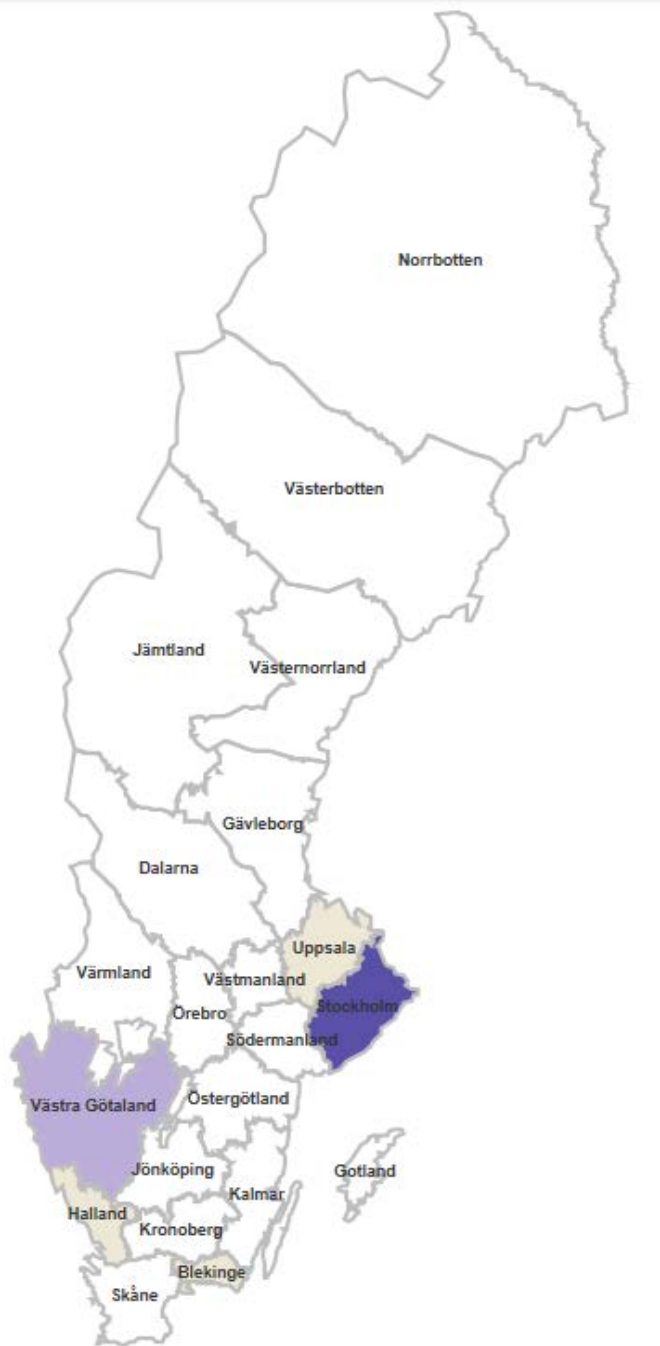 Norrbotten
Västerbotten
Jämtland
Västernorrland
Gävleborg
Dalarna
Uppsala
Värmland
Västmanland
Stockholm
Örebro
Södermanland
Östergötland
Västra Götaland
Jönköping
Gotland
Kalmar
Halland
Kronoberg
Blekinge
Skåne